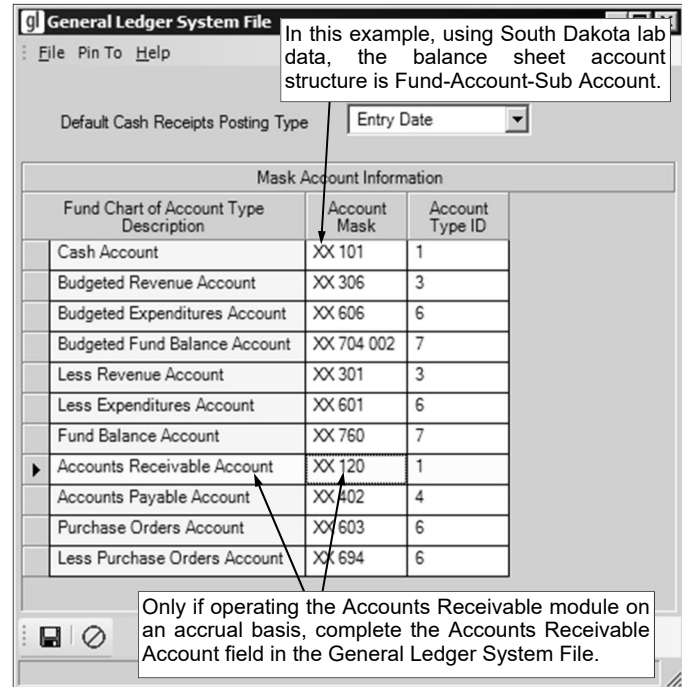 gl General Ledger System File
In this example, using South Dakota lab
data, the balance sheet account
structure is Fund-Account-Sub Account.
File Pin To Help
Default Cash Receipts Posting Type Entry Date
Mask Account Information
Fund Chart of Account Type Description Account Mask Account Type ID
Cash Account XX 101 1
Budgeted Revenue Account XX 306 3
Budgeted Expenditures Account XX 606 6
Budgeted Fund Balance Account XX 704 002 7
Less Revenue Account XX 301 3
Less Expenditures Account XX 601 6
Fund Balance Account XX 760 7
Accounts Receivable Account XX 120 1
Accounts Payable Account XX 402 4
Purchase Orders Account XX 603 6
Less Purchase Orders Account XX 694 6
Only if operating the Accounts Receivable module on
an accrual basis, complete the Accounts Receivable
Account field in the General Ledger System File.